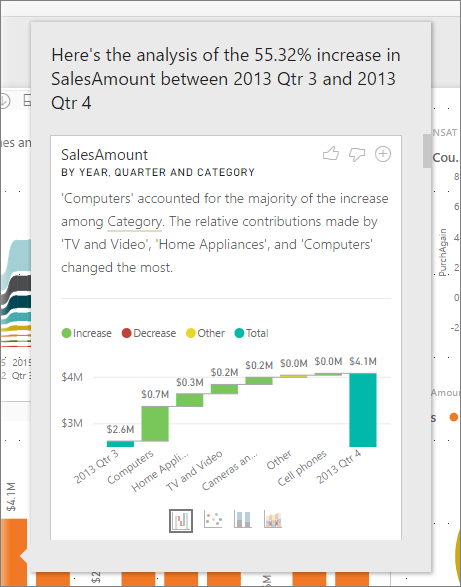 Here's the analysis of the 55.32% increase in
SalesAmount between 2013 Qtr 3 and 2013
Qtr 4
SalesAmount
BY YEAR, QUARTER AND CATEGORY
'Computers' accounted for the majority of the increase
among Category. The relative contributions made by
'TV and Video', 'Home Appliances', and 'Computers'
changed the most.
Increase Decrease Other Total
$4M
$3M
$2.6M
$0.7M
$0.3M
$0.2M
$0.2M
$0.0M
$0.0M
$4.1M
2013 Qtr 3
Computers
Home Appli...
TV and Video
Cameras an...
Other
Cell phones
2013 Qtr 4
es an
2015
Qtr 3
$4.1M
NSAT
Cou...
8
6
4
2
0
-2
PurchAgain
Amour
s